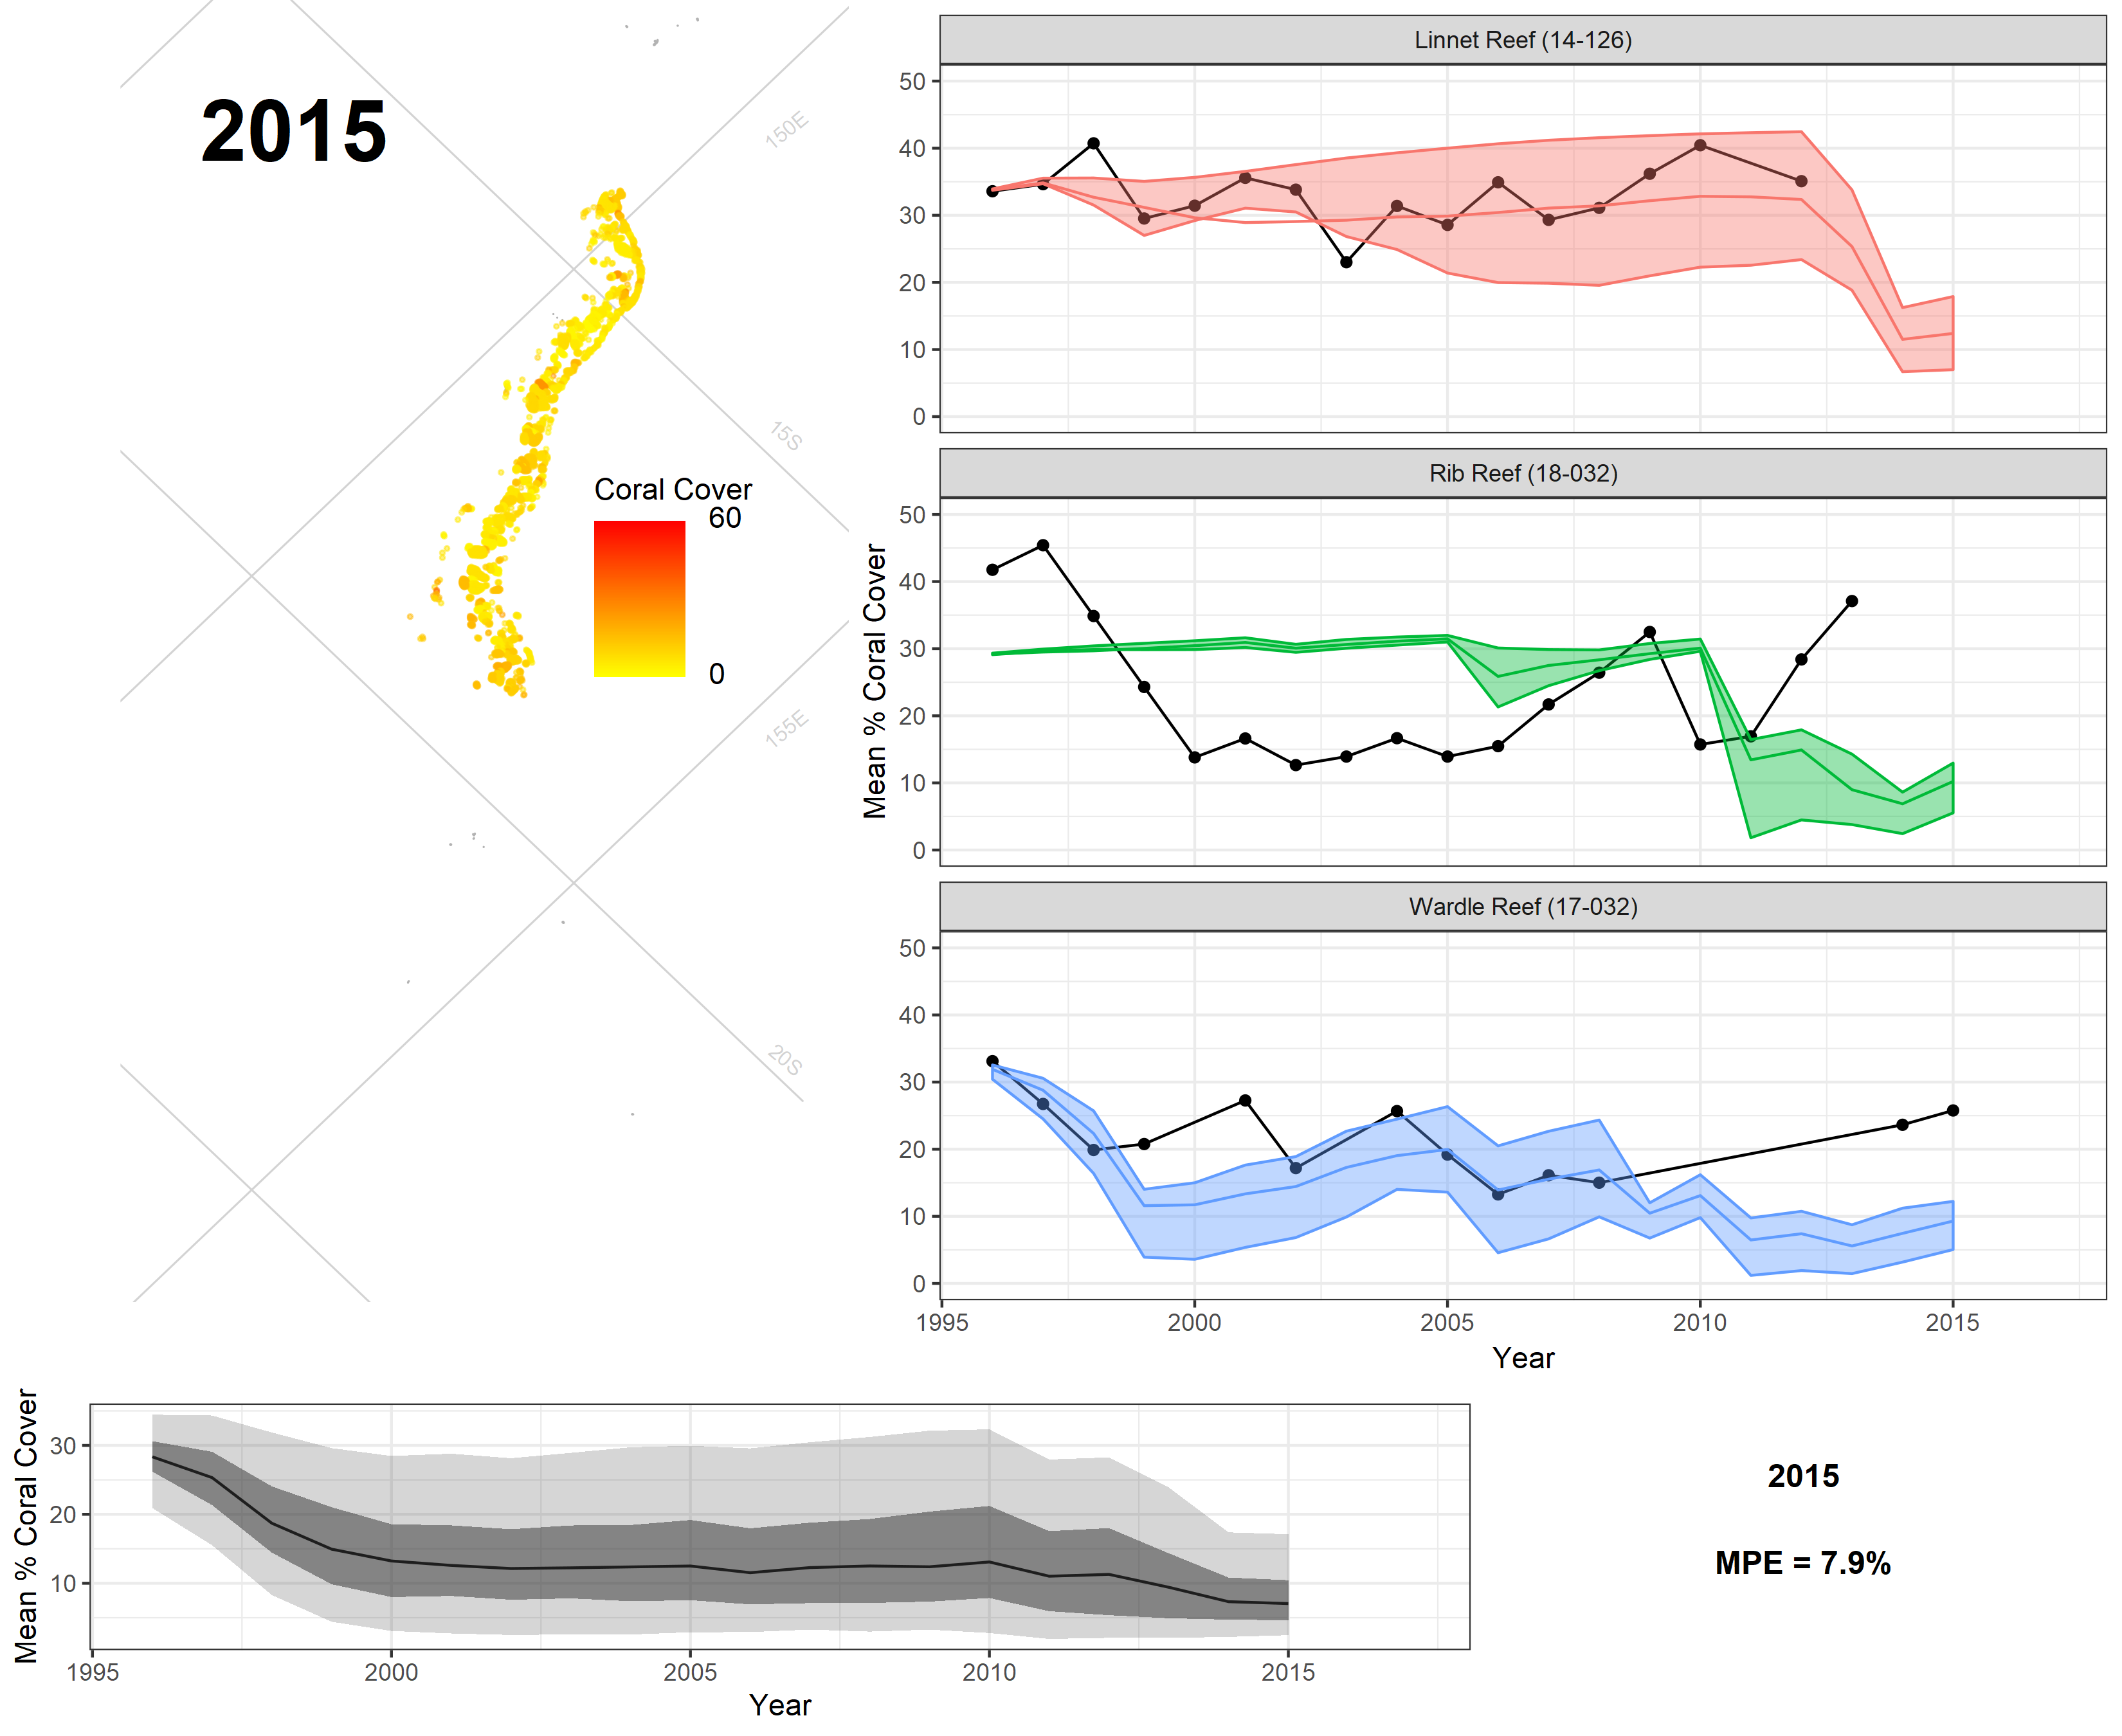 2015
150E
15S
Coral Cover
60
0
155E
20S
Linnet Reef (14-126)
50
40
30
20
10
0
Rib Reef (18-032)
50
40
30
20
10
0
Mean % Coral Cover
Wardle Reef (17-032)
50
40
30
20
10
0
1995 2000 2005 2010 2015
Year
Mean % Coral Cover
30
20
10
1995 2000 2005 2010 2015
Year
2015
MPE = 7.9%